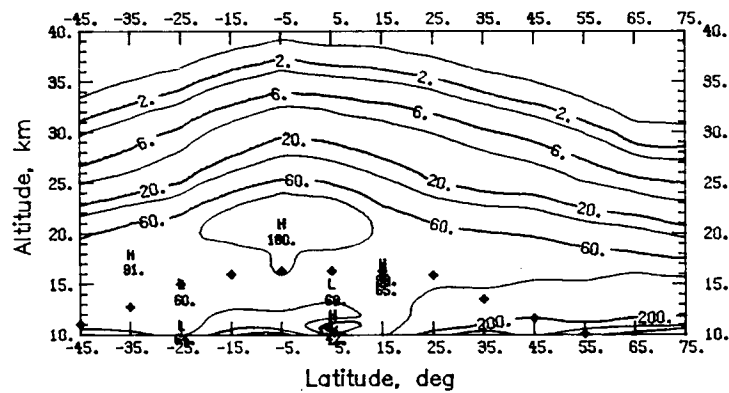 -45. -35. -25. -15. -5. 5. 15. 25. 35. 45. 55. 65. 75.
40. 40.
2. 2. 2.
35. 35.
6. 6. 6.
30. 30.
20. 20.
25. 25.
60. 60. 20.
20. 60. 60. 20.
H
180.
H H
91. L
15. 60. 60. 65. 15.
H
L 200. 200.
10. 10.
-45. -35. -25. -15. -5. 5. 15. 25. 35. 45. 55. 65. 75.
Altitude, km
Latitude, deg